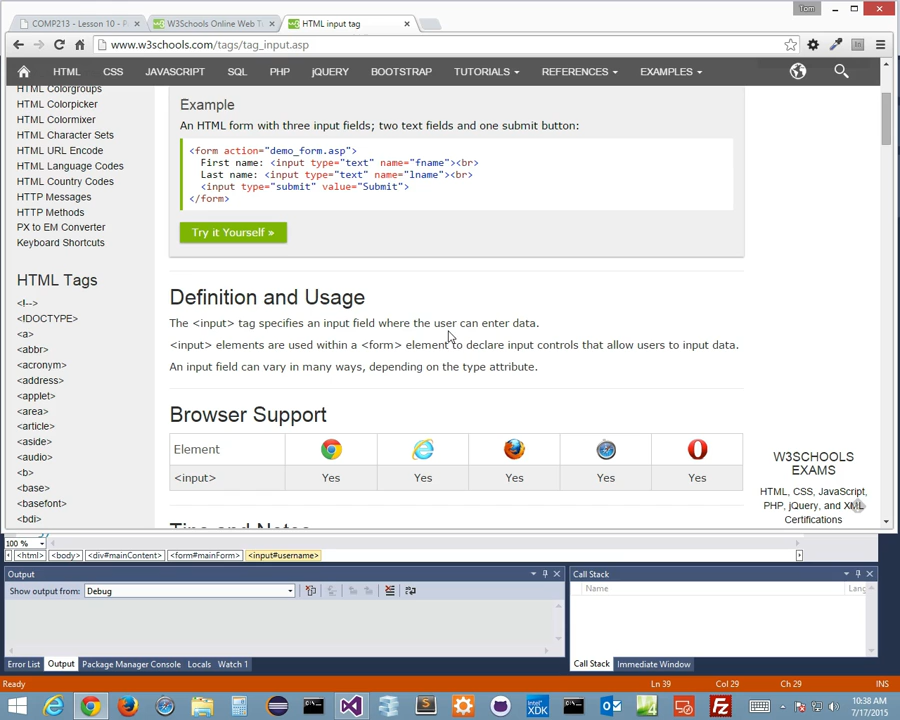 Tom
COMP213 - Lesson 10 - P
W3Schools Online Web T
HTML input tag
www.w3schools.com/tags/tag_input.asp
HTML CSS JAVASCRIPT SQL PHP jQUERY BOOTSTRAP TUTORIALS REFERENCES EXAMPLES
HTML Colorgroups
HTML Colorpicker
HTML Colormixer
HTML Character Sets
HTML URL Encode
HTML Language Codes
HTML Country Codes
HTTP Messages
HTTP Methods
PX to EM Converter
Keyboard Shortcuts
HTML Tags
<!-->
<!DOCTYPE>
<a>
<abbr>
<acronym>
<address>
<applet>
<area>
<article>
<aside>
<audio>
<b>
<base>
<basefont>
<bdi>
Example
An HTML form with three input fields; two text fields and one submit button:
<form action="demo_form.asp">
First name: <input type="text" name="fname"><br>
Last name: <input type="text" name="lname"><br>
<input type="submit" value="Submit">
</form>
Try it Yourself »
Definition and Usage
The <input> tag specifies an input field where the user can enter data.
<input> elements are used within a <form> element to declare input controls that allow users to input data.
An input field can vary in many ways, depending on the type attribute.
Browser Support
Element
<input> Yes Yes Yes Yes Yes
Tips and Notes
W3SCHOOLS
EXAMS
HTML, CSS, JavaScript,
PHP, jQuery, and XML
Certifications
100 %
<html> <body> <div#mainContent> <form#mainForm> <input#username>
Output
Show output from: Debug
Call Stack
Name Lang
Error List Output Package Manager Console Locals Watch 1
Call Stack Immediate Window
Ready Ln 39 Col 29 Ch 29 INS
intel XDK
10:38 AM
7/17/2015